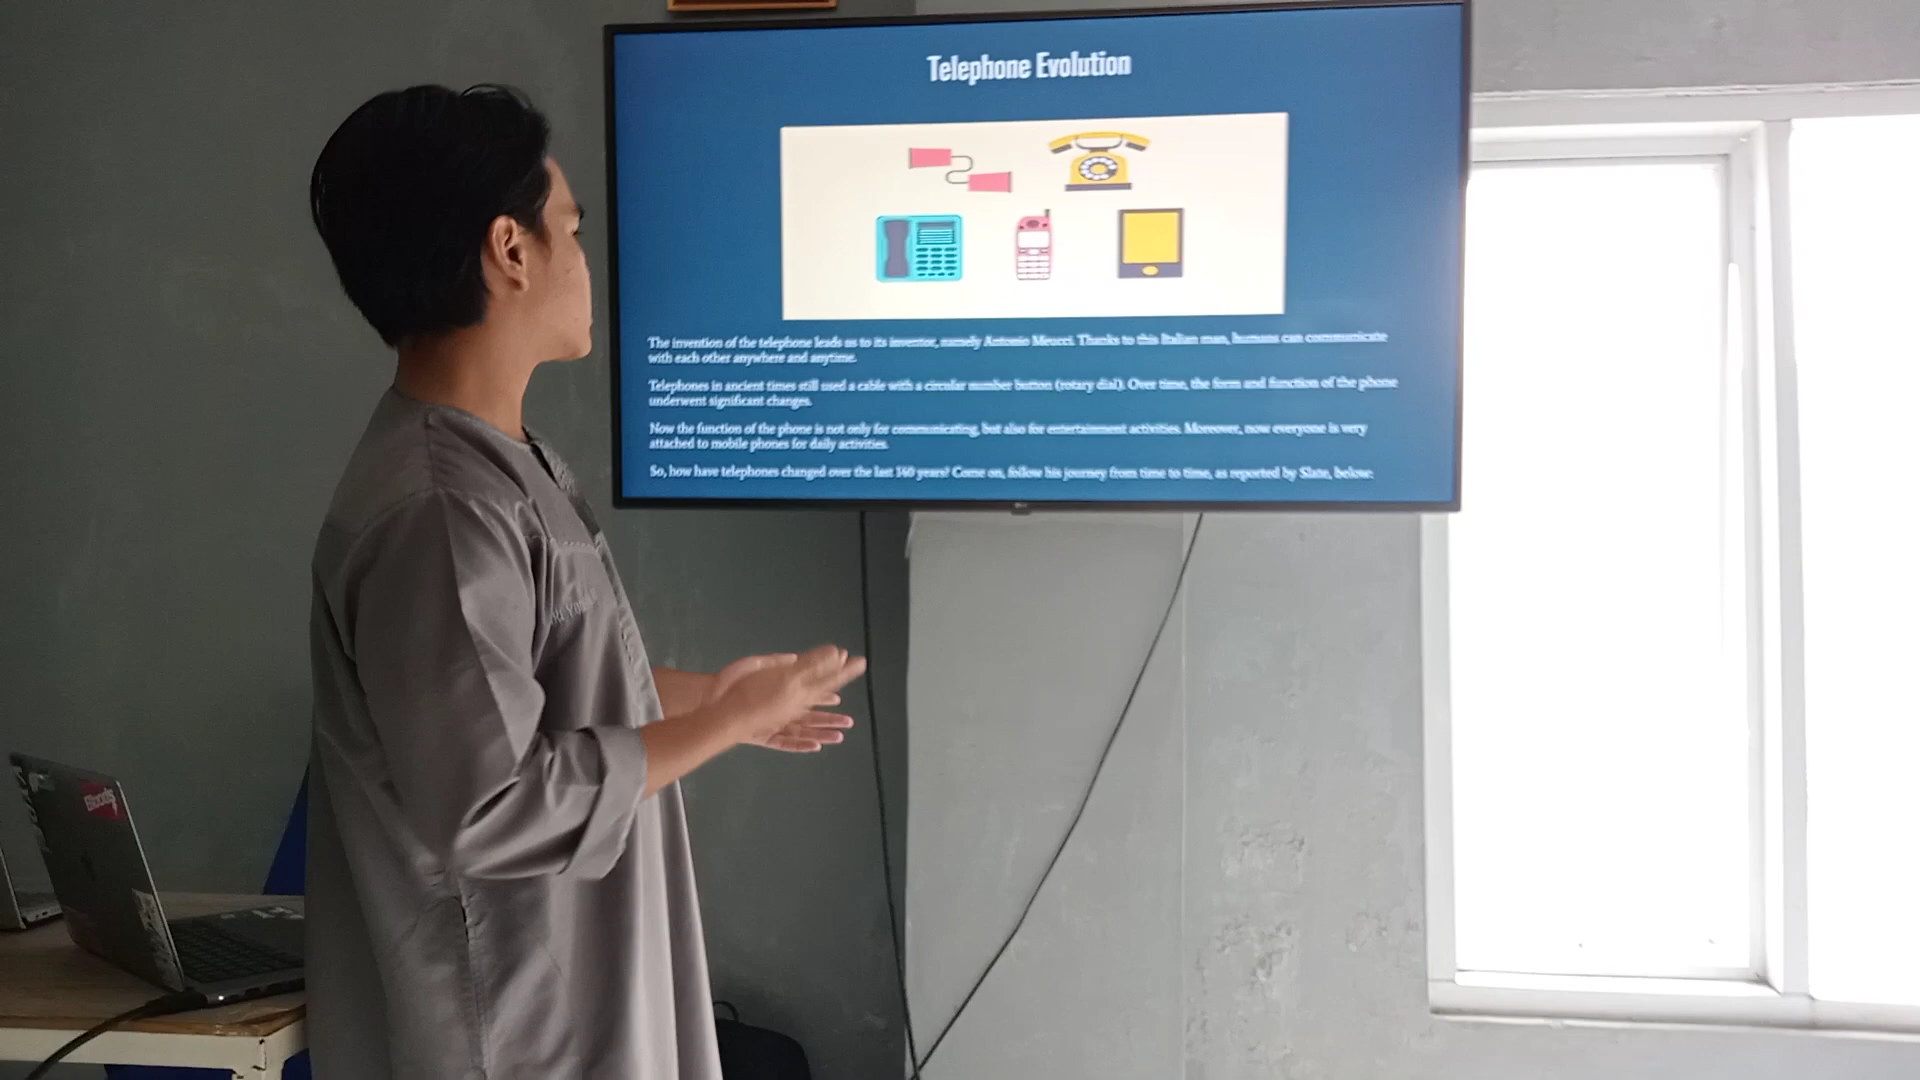 Telephone Evolution
The invention of the telephone leads us to its inventor, namely Antonio Meucci. Thanks to this Italian man, humans can communicate
with each other anywhere and anytime.
Telephones in ancient times still used a cable with a circular number button (rotary dial). Over time, the form and function of the phone
underwent significant changes.
Now the function of the phone is not only for communicating, but also for entertainment activities. Moreover, now everyone is very
attached to mobile phones for daily activities.
So, how have telephones changed over the last 140 years? Come on, follow his journey from time to time, as reported by Slate, below: